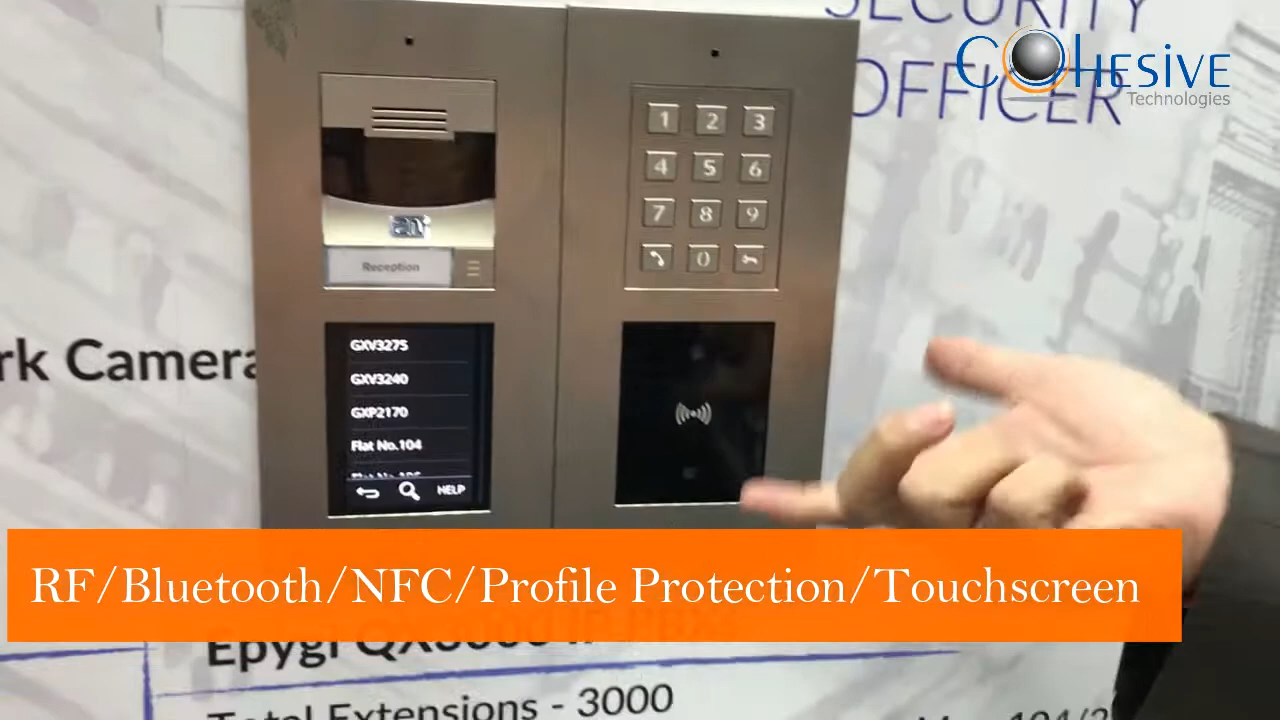 SECURITY
OFFICER
COHESIVE
Technologies
1 2 3
4 5 6
7 8 9
0
Reception
GXV3275
GXV3240
GXP2170
Flat No.104
HELP
rk Camera
RF/Bluetooth/NFC/Profile Protection/Touchscreen
Epygi
Total Extensions - 3000